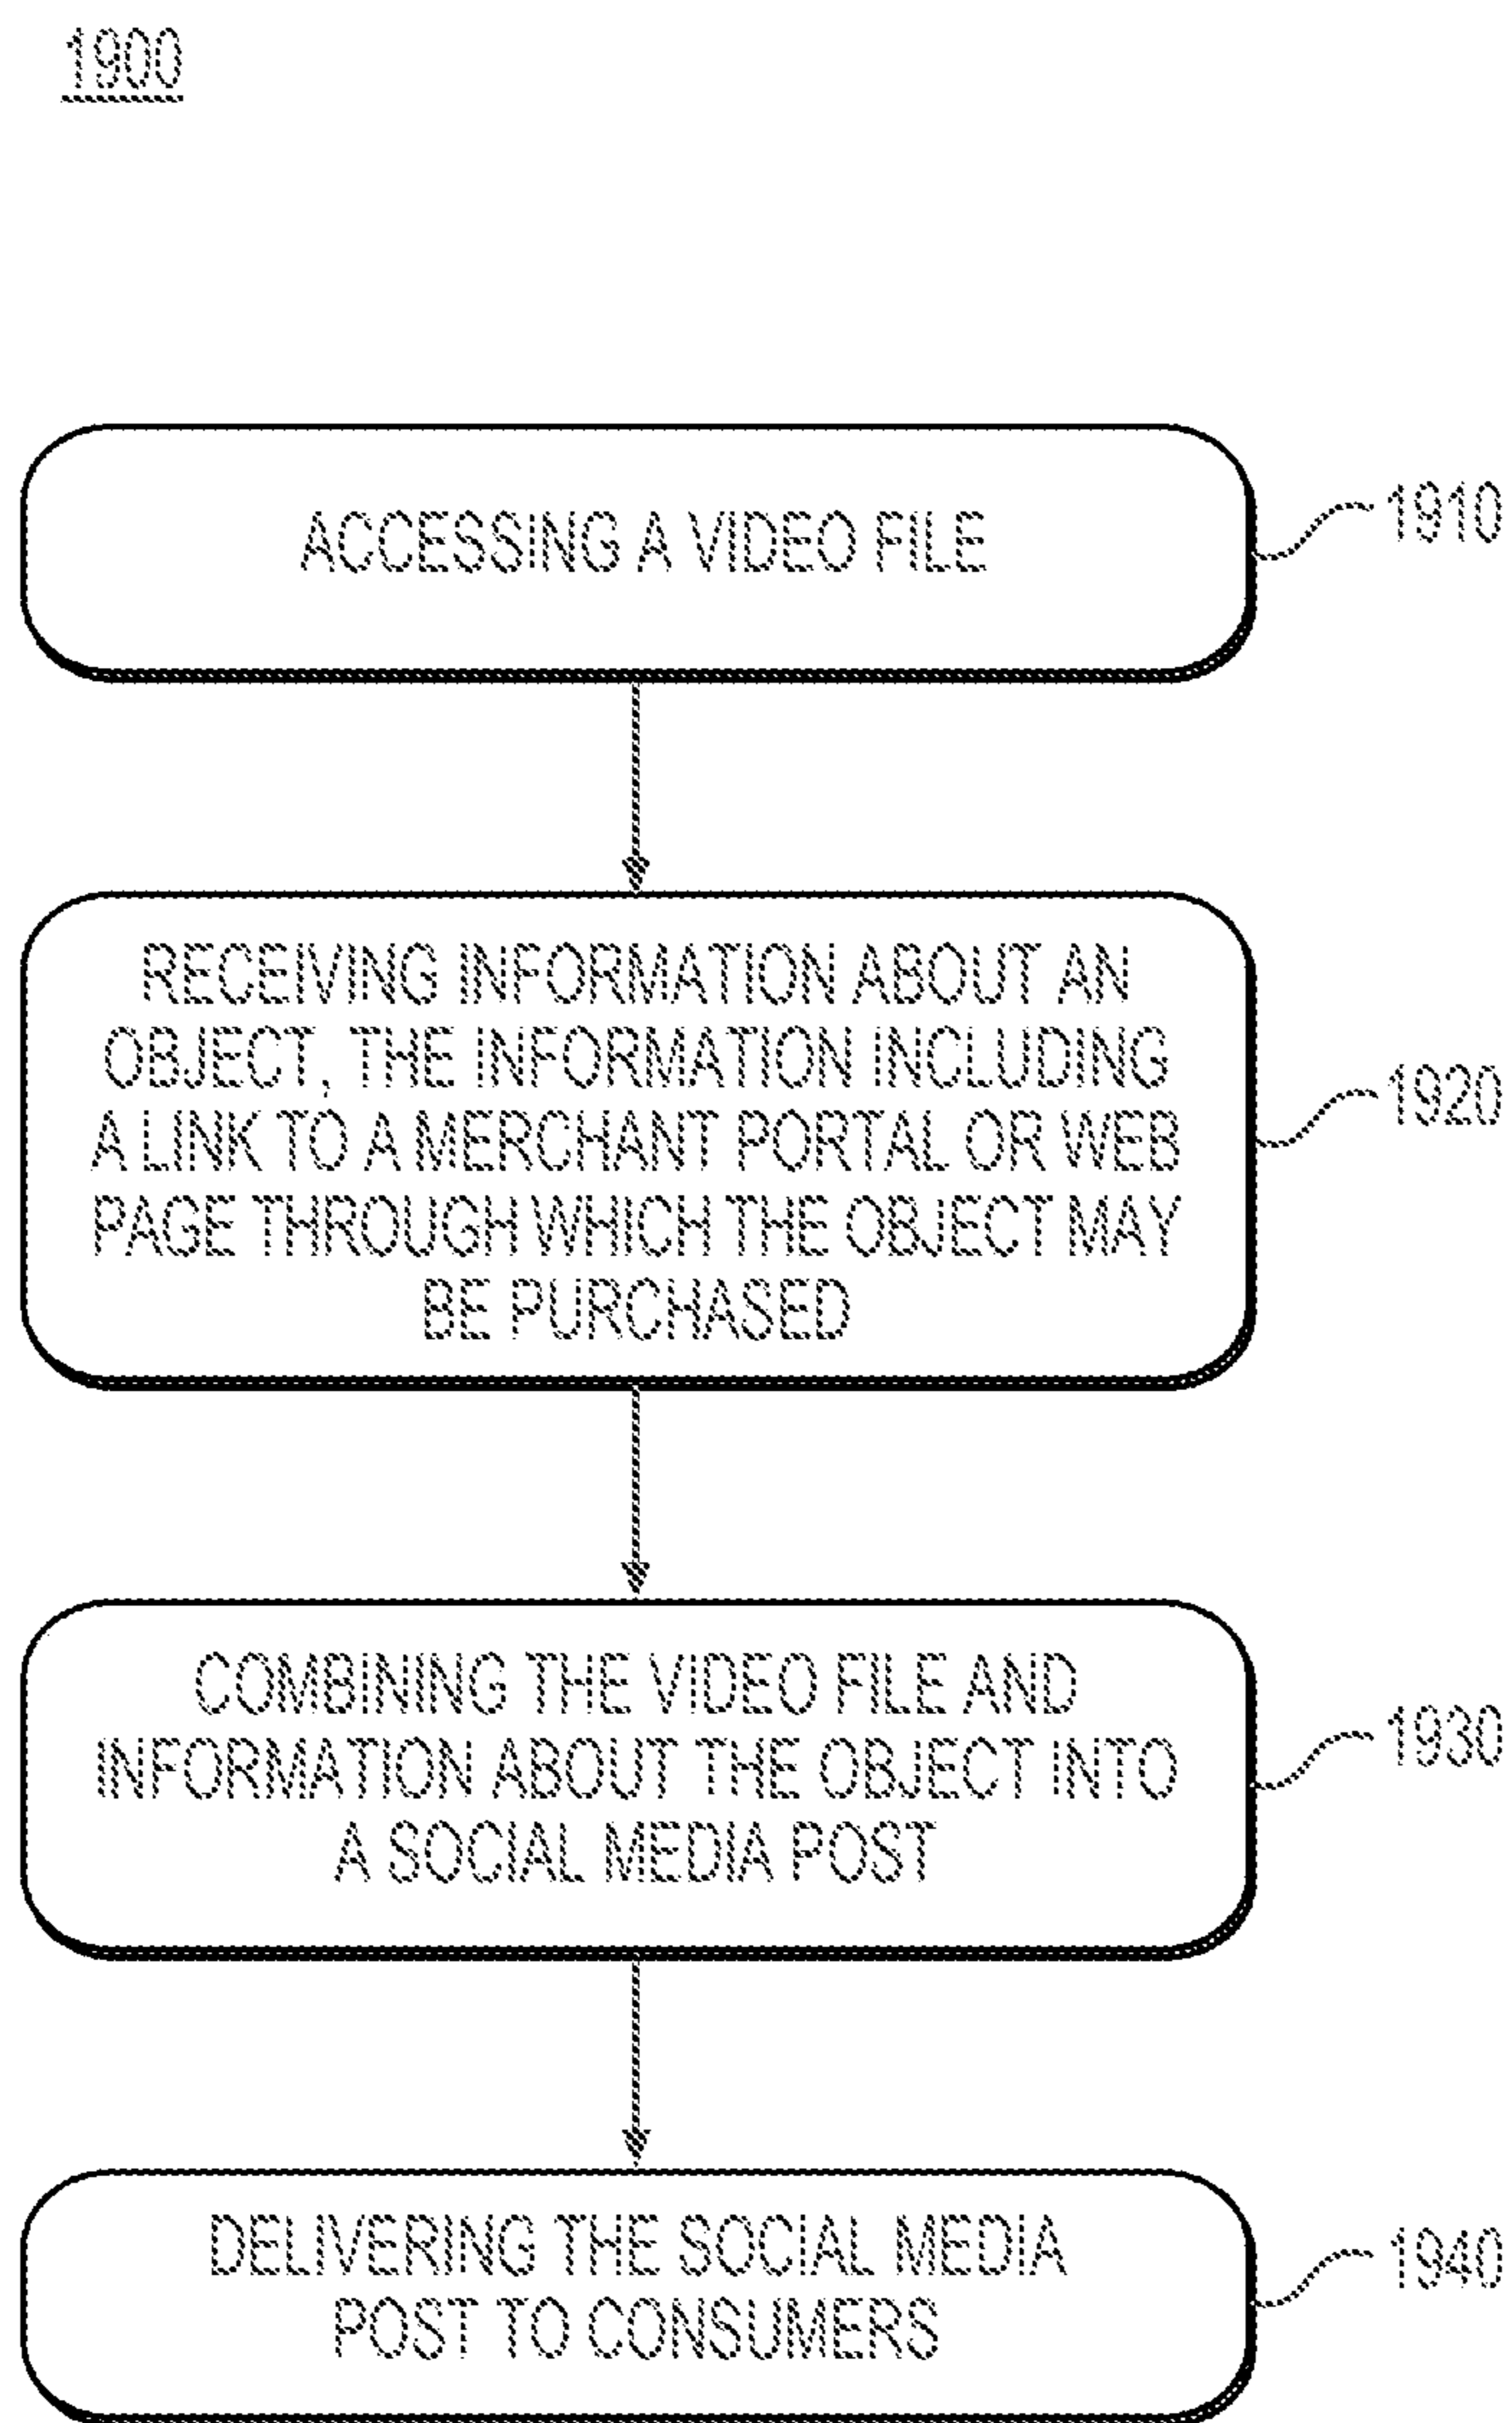 1900
ACCESSING A VIDEO FILE
1910
RECEIVING INFORMATION ABOUT AN
OBJECT, THE INFORMATION INCLUDING
A LINK TO A MERCHANT PORTAL OR WEB
PAGE THROUGH WHICH THE OBJECT MAY
BE PURCHASED
1920
COMBINING THE VIDEO FILE AND
INFORMATION ABOUT THE OBJECT INTO
A SOCIAL MEDIA POST
1930
DELIVERING THE SOCIAL MEDIA
POST TO CONSUMERS
1940